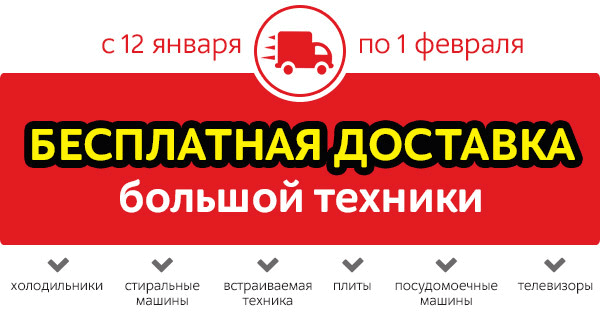 с 12 января по 1 февраля
БЕСПЛАТНАЯ ДОСТАВКА
большой техники
холодильники
стиральные
машины
встраиваемая
техника
плиты
посудомоечные
машины
телевизоры